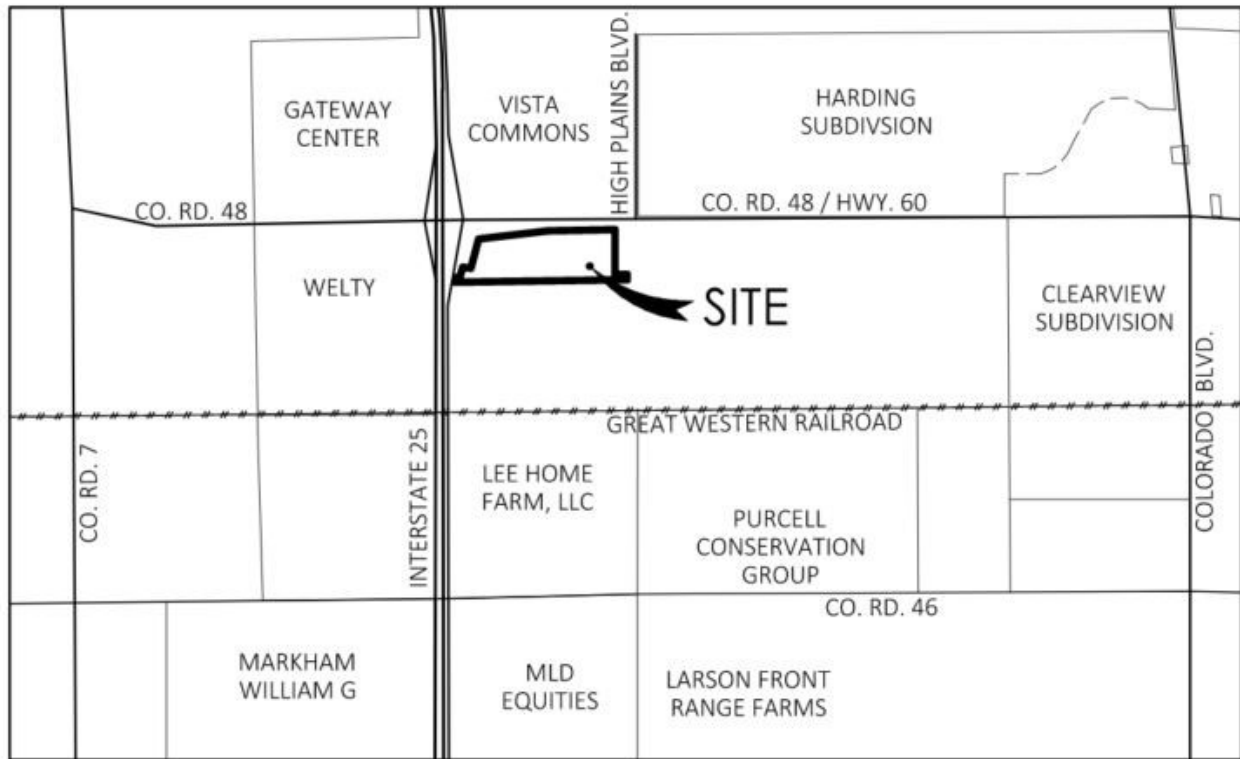 GATEWAY
CENTER
VISTA
COMMONS
HIGH PLAINS BLVD.
HARDING
SUBDIVSION
CO. RD. 48
CO. RD. 48 / HWY. 60
WELTY
SITE
CLEARVIEW
SUBDIVISION
GREAT WESTERN RAILROAD
CO. RD. 7
INTERSTATE 25
LEE HOME
FARM, LLC
PURCELL
CONSERVATION
GROUP
COLORADO BLVD.
CO. RD. 46
MARKHAM
WILLIAM G
MLD
EQUITIES
LARSON FRONT
RANGE FARMS